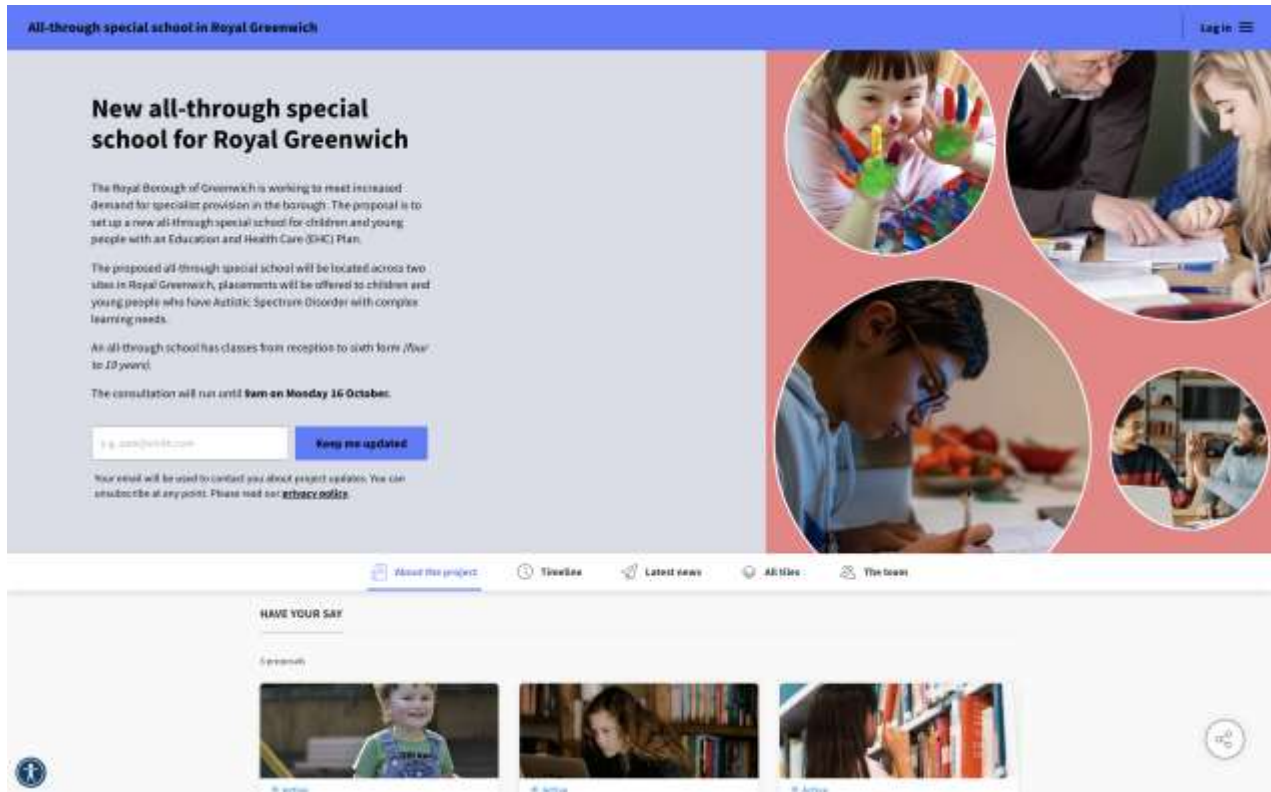 All-through special school in Royal Greenwich
Log in
New all-through special
school for Royal Greenwich
The Royal Borough of Greenwich is working to meet increased
demand for specialist provision in the borough. The proposal is to
set up a new all-through special school for children and young
people with an Education and Health Care (EHC) Plan.
The proposed all-through special school will be located across two
sites in Royal Greenwich, placements will be offered to children and
young people who have Autistic Spectrum Disorder with complex
learning needs.
An all-through school has classes from reception to sixth form (four
to 19 years).
The consultation will run until 9am on Monday 16 October.
Keep me updated
Your email will be used to contact you about project updates. You can
unsubscribe at any point. Please read our privacy policy.
About the project
Timeline
Latest news
All tiles
The team
HAVE YOUR SAY
proposals
Active
Active
Active